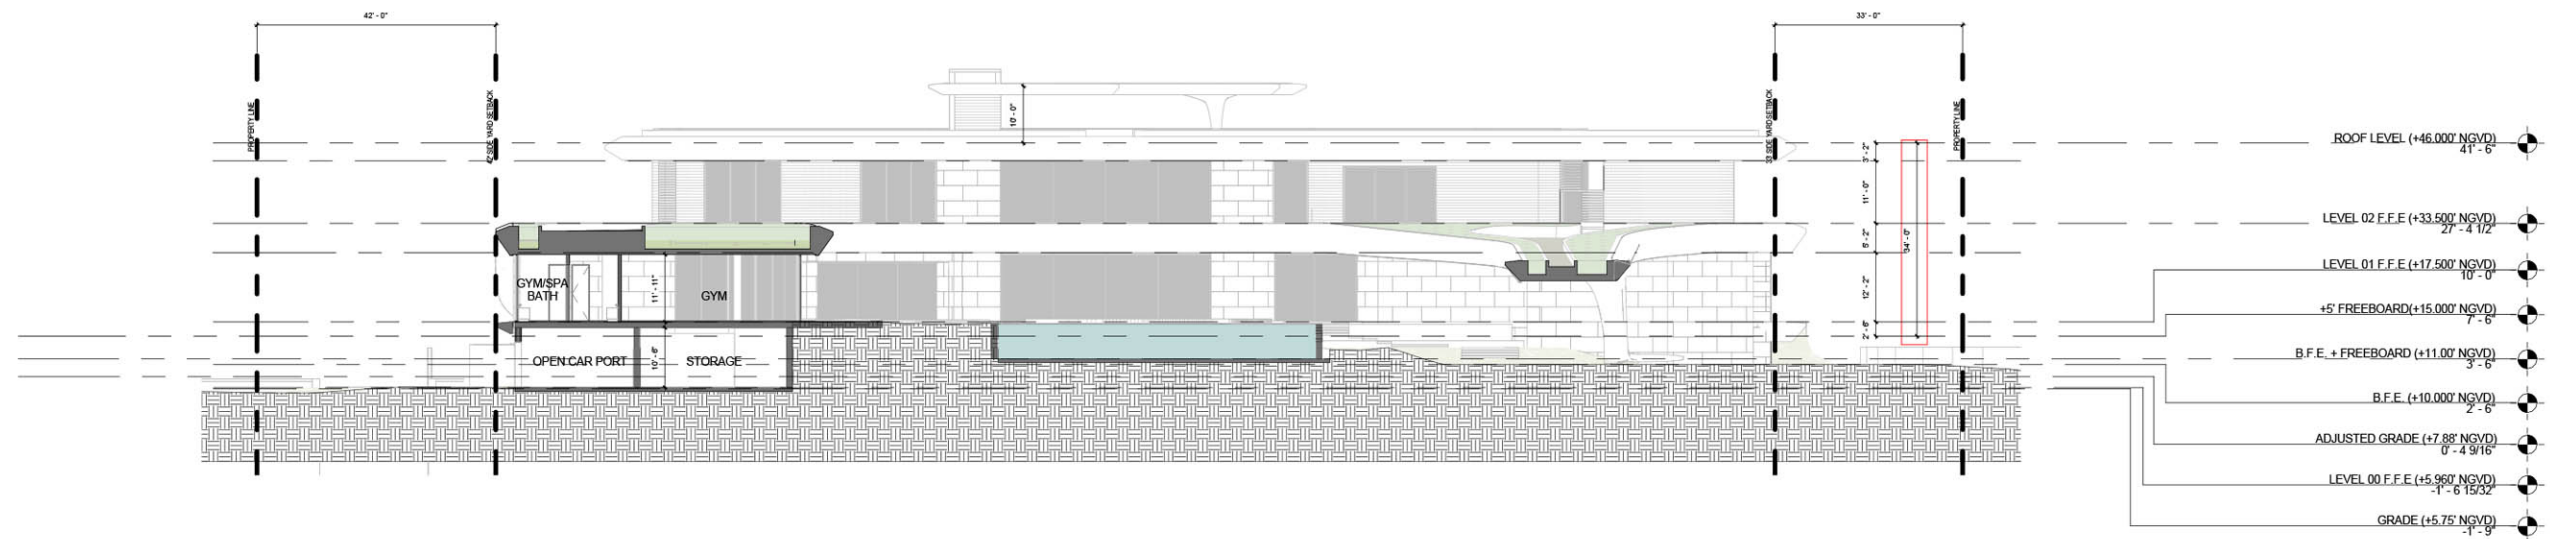 42' - 0"
33' - 0"
PROPERTY LINE
42' SIDE YARD SETBACK
10' - 0"
33' SIDE YARD SETBACK
PROPERTY LINE
3' - 2"
11' - 0"
5' - 2"
12' - 2"
2' - 6"
34' - 0"
ROOF LEVEL (+46.000' NGVD)
41' - 6"
LEVEL 02 F.F.E (+33.500' NGVD)
27' - 4 1/2"
LEVEL 01 F.F.E (+17.500' NGVD)
10' - 0"
+5' FREEBOARD(+15.000' NGVD)
7' - 6"
B.F.E. + FREEBOARD (+11.00' NGVD)
3' - 6"
B.F.E. (+10.000' NGVD)
2' - 6"
ADJUSTED GRADE (+7.88' NGVD)
0' - 4 9/16"
LEVEL 00 F.F.E (+5.960' NGVD)
-1' - 6 15/32"
GRADE (+5.75' NGVD)
-1' - 9"
GYM/SPA
BATH
11' - 11"
GYM
OPEN CAR PORT
10' - 6"
STORAGE